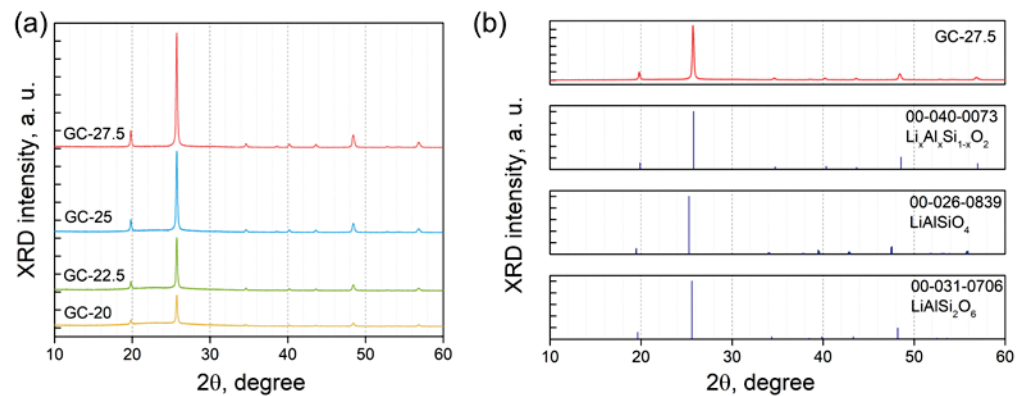 (a)
XRD intensity, a. u.
GC-27.5
GC-25
GC-22.5
GC-20
10 20 30 40 50 60
2θ, degree
(b)
XRD intensity, a. u.
GC-27.5
00-040-0073
LiₓAlₓSi₁₋ₓO₂
00-026-0839
LiAlSiO₄
00-031-0706
LiAlSi₂O₆
10 20 30 40 50 60
2θ, degree